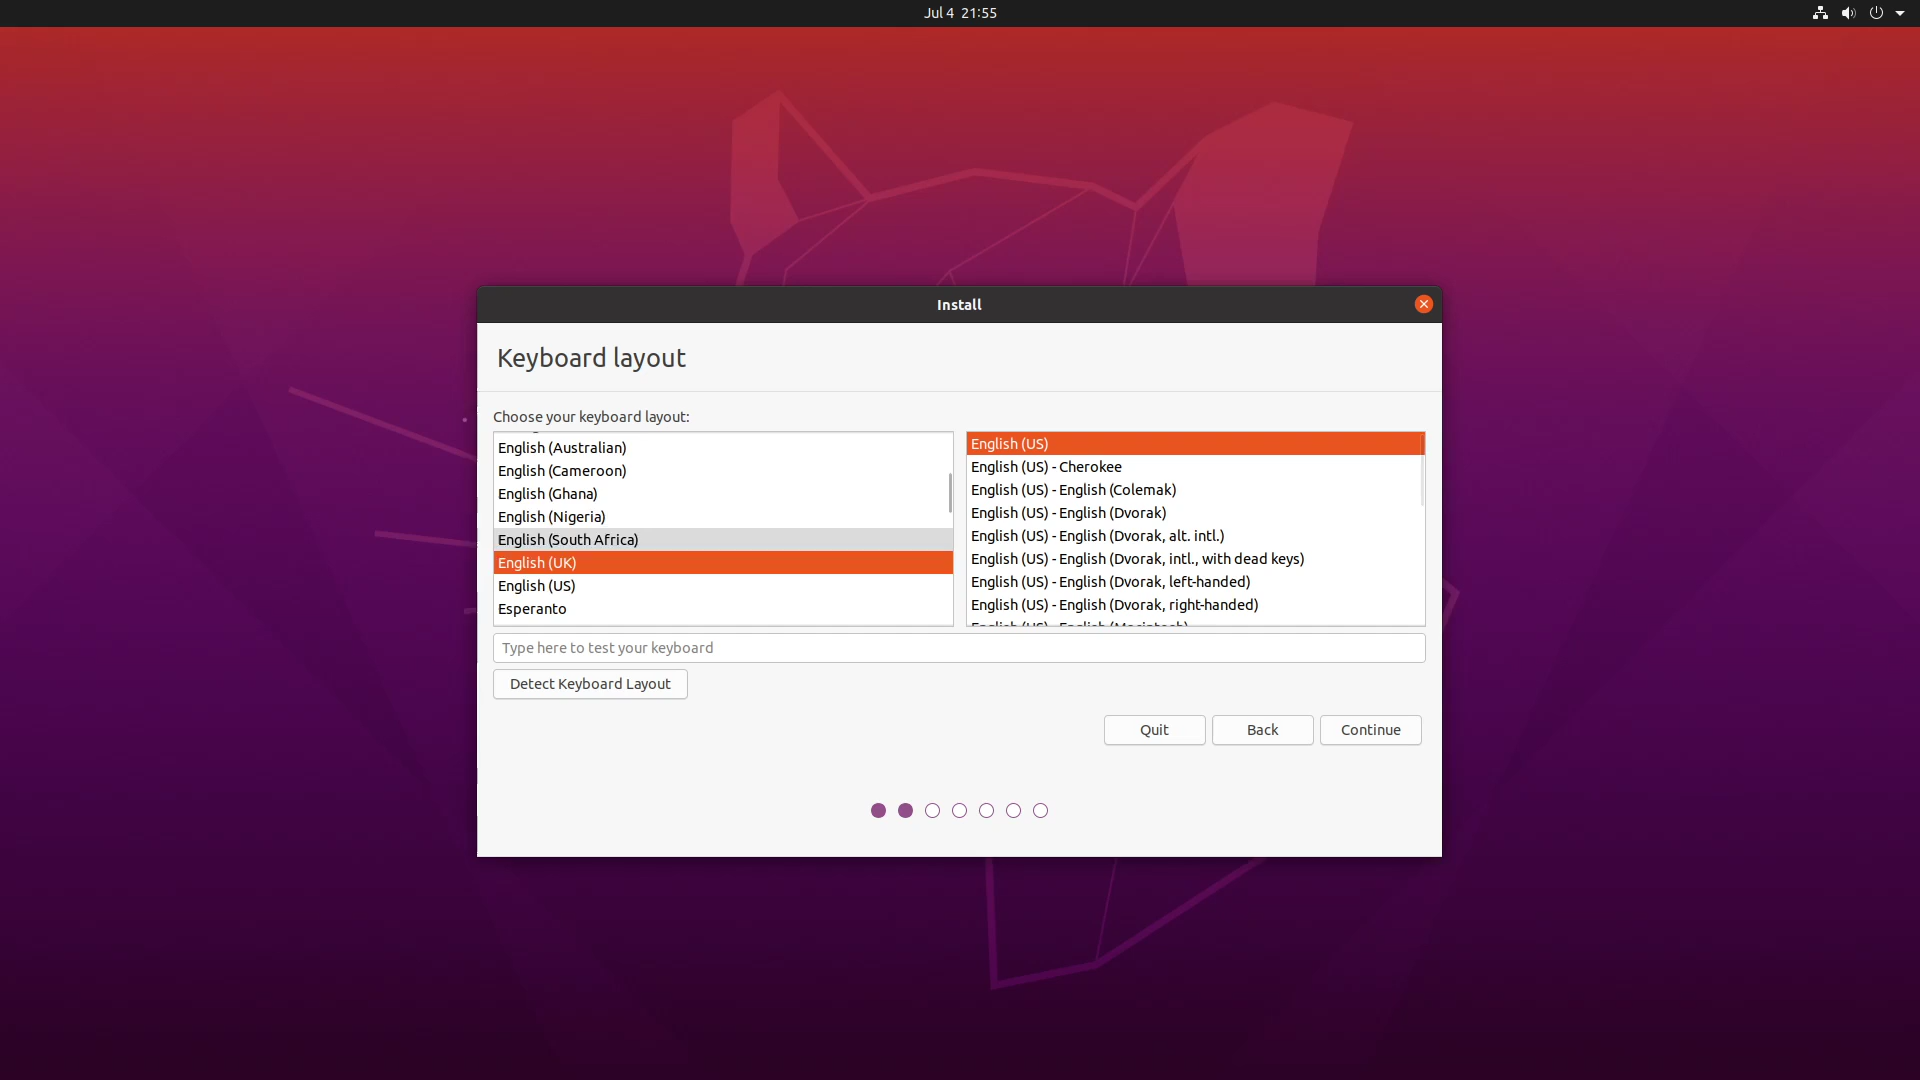 Jul 4 21:55
Install
Keyboard layout
Choose your keyboard layout:
English (Australian)
English (Cameroon)
English (Ghana)
English (Nigeria)
English (South Africa)
English (UK)
English (US)
Esperanto
English (US)
English (US) - Cherokee
English (US) - English (Colemak)
English (US) - English (Dvorak)
English (US) - English (Dvorak, alt. intl.)
English (US) - English (Dvorak, intl., with dead keys)
English (US) - English (Dvorak, left-handed)
English (US) - English (Dvorak, right-handed)
English (US) - English (Macintosh)
Type here to test your keyboard
Detect Keyboard Layout
Quit Back Continue